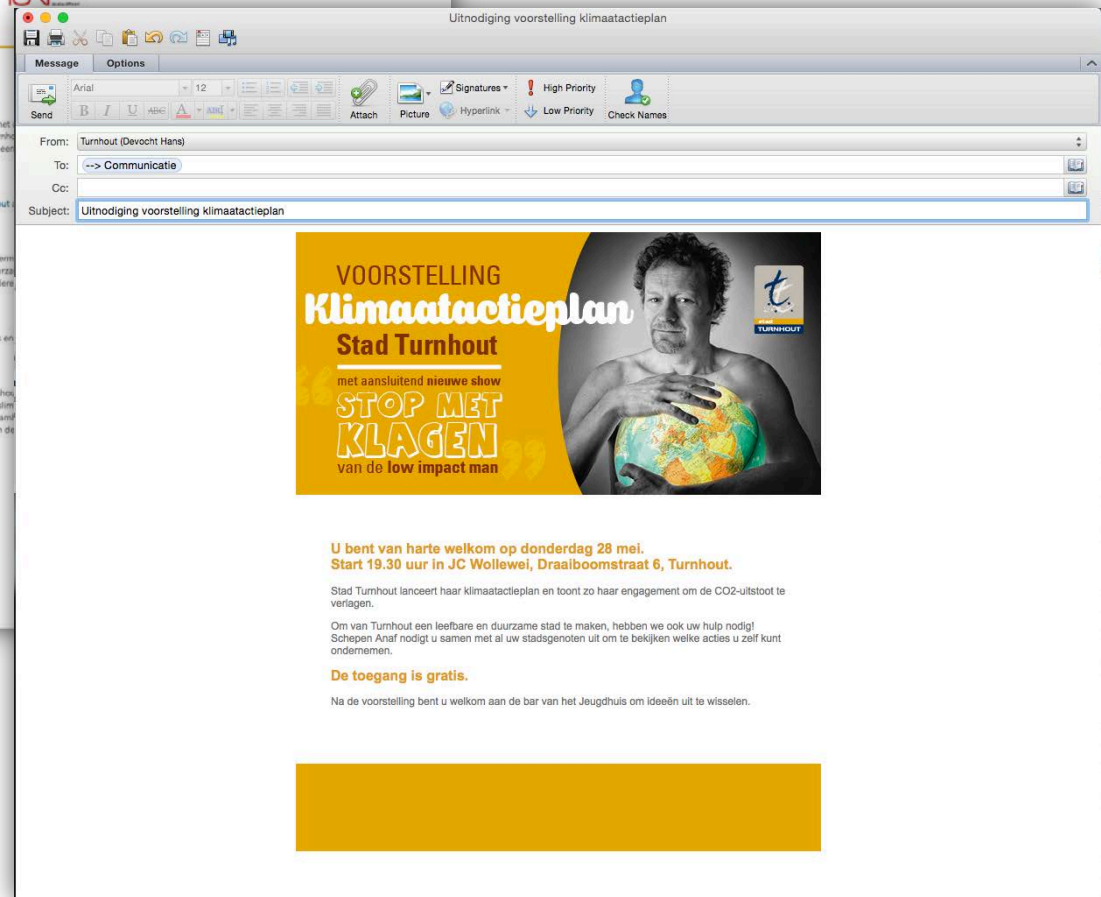 Uitnodiging voorstelling klimaatactieplan
Message Options
Arial 12
Send
B I U ABC A
Attach
Picture
Signatures
Hyperlink
High Priority
Low Priority
Check Names
From: Turnhout (Devocht Hans)
To: --> Communicatie
Cc:
Subject: Uitnodiging voorstelling klimaatactieplan
VOORSTELLING
Klimaatactieplan
Stad Turnhout
met aansluitend nieuwe show
“STOP MET
KLAGEN”
van de low impact man
t
stad
TURNHOUT
U bent van harte welkom op donderdag 28 mei.
Start 19.30 uur in JC Wollewei, Draaiboomstraat 6, Turnhout.
Stad Turnhout lanceert haar klimaatactieplan en toont zo haar engagement om de CO2-uitstoot te
verlagen.
Om van Turnhout een leefbare en duurzame stad te maken, hebben we ook uw hulp nodig!
Schepen Anaf nodigt u samen met al uw stadsgenoten uit om te bekijken welke acties u zelf kunt
ondernemen.
De toegang is gratis.
Na de voorstelling bent u welkom aan de bar van het Jeugdhuis om ideeën uit te wisselen.